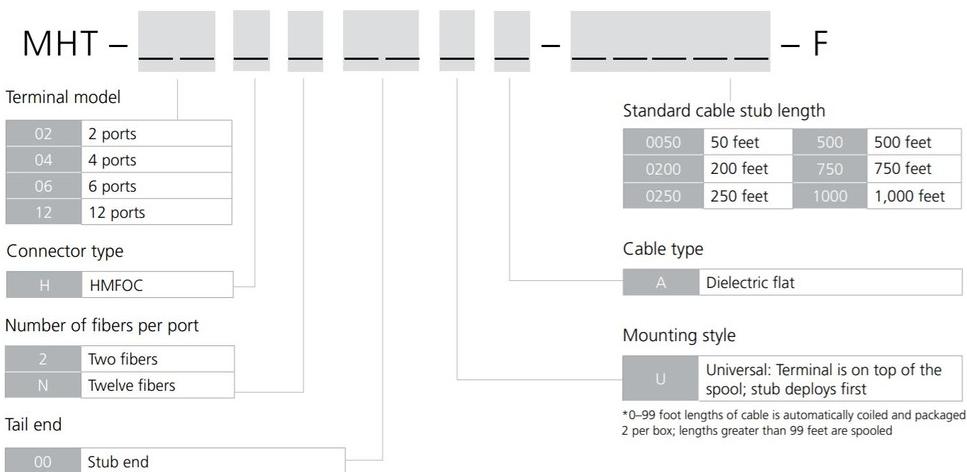 MHT – __ __ __ __ __ __ __ __ – __ __ __ __ __ – F
Terminal model
02 2 ports
04 4 ports
06 6 ports
12 12 ports
Connector type
H HMFOC
Number of fibers per port
2 Two fibers
N Twelve fibers
Tail end
00 Stub end
Standard cable stub length
0050 50 feet 500 500 feet
0200 200 feet 750 750 feet
0250 250 feet 1000 1,000 feet
Cable type
A Dielectric flat
Mounting style
U Universal: Terminal is on top of the
spool; stub deploys first
*0–99 foot lengths of cable is automatically coiled and packaged
2 per box; lengths greater than 99 feet are spooled